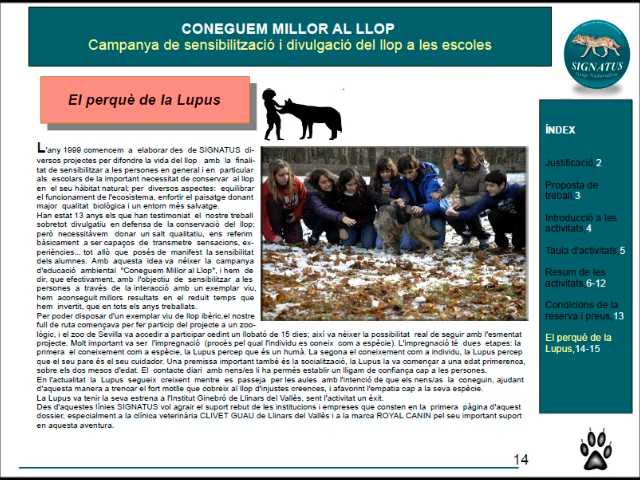 CONEGUEM MILLOR AL LLOP
Campanya de sensibilització i divulgació del llop a les escoles
SIGNATUS
El perquè de la Lupus
L'any 1999 comencem a elaborar des de SIGNATUS di-
versos projectes per difondre la vida del llop amb la finali-
tat de sensibilitzar a les persones en general i en particular
als escolars de la important necessitat de conservar al llop
en el seu hàbitat natural; per diversos aspectes: equilibrar
el funcionament de l'ecosistema, enfortir el paisatge donant
major qualitat biològica i un entorn més salvatge.
Han estat 13 anys els que han testimoniat el nostre treball
sobretot divulgatiu en defensa de la conservació del llop;
però necessitàvem donar un salt qualitatiu, ens referim
bàsicament a ser capaços de transmetre sensacions, ex-
periències... tot allò que posés de manifest la sensibilitat
dels alumnes. Amb aquesta idea va néixer la campanya
d'educació ambiental "Coneguem Millor al Llop", i hem de
dir, que efectivament, amb l'objectiu de sensibilitzar a les
persones a través de la interacció amb un exemplar viu,
hem aconseguit millors resultats en el reduït temps que
hem invertit, que en tots els anys treballats.
Per poder disposar d'un exemplar viu de llop ibèric,el nostre
full de ruta començava per fer partícip del projecte a un zoo-
lògic, i el zoo de Sevilla va accedir a participar cedint un llobató de 15 dies; així va néixer la possibilitat real de seguir amb l'esmentat
projecte. Molt important va ser l'impregnació (procés pel qual l'individu es coneix com a espècie). L'impregnació té dues etapes: la
primera el coneixement com a espècie, la Lupus percep que és un humà. La segona el coneixement com a individu, la Lupus percep
que el seu pare és el seu cuidador. Una premissa important també és la socialització, la Lupus la va començar a una edat primerenca,
sobre els dos mesos d'edat. El contacte diari amb nens/es li ha permès establir un lligam de confiança cap a les persones.
En l'actualitat la Lupus segueix creixent mentre es passeja per les aules amb l'intenció de que els nens/as la coneguin, ajudant
d'aquesta manera a trencar el fort motlle que cobreix al llop d'injustes creences, i afavorint l'empatia cap a la seva espècie.
La Lupus va tenir la seva estrena a l'Institut Ginebró de Llinars del Vallès, sent l'activitat un èxit.
Des d'aquestes línies SIGNATUS vol agrair el suport rebut de les institucions i empreses que consten en la primera pàgina d'aquest
dossier, especialment a la clínica veterinària CLIVET GUAU de Llinars del Vallès i a la marca ROYAL CANIN pel seu important suport
en aquesta aventura.
ÍNDEX
Justificació,2
Proposta de
treball,3
Introducció a les
activitats,4
Taula d'activitats,5
Resum de les
activitats,6-12
Condicions de la
reserva i preus,13
El perquè de la
Lupus,14-15
14